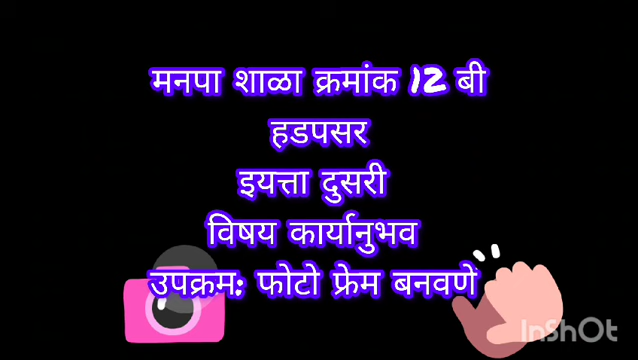 मनपा शाळा क्रमांक 12 बी
हडपसर
इयत्ता दुसरी
विषय कार्यानुभव
उपक्रम: फोटो फ्रेम बनवणे
InShOt